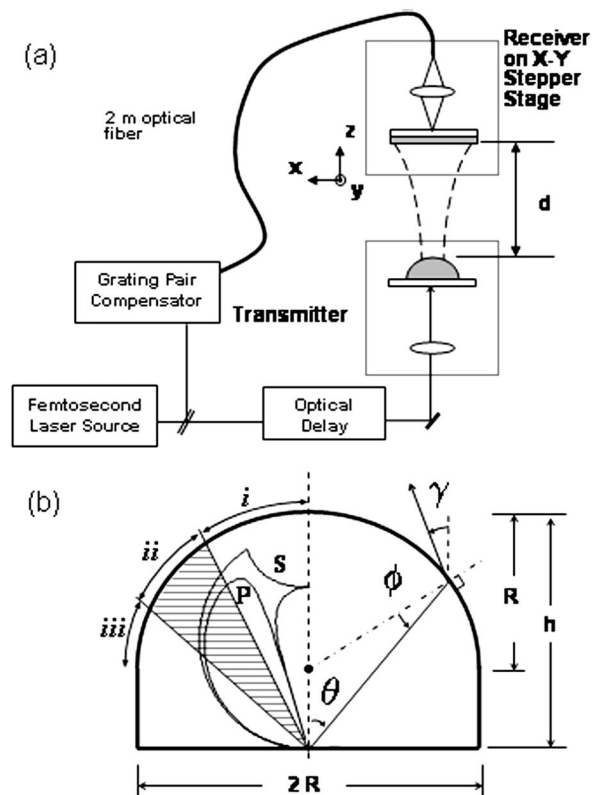 (a)
Receiver
on X-Y
Stepper
Stage
2 m optical
fiber
z
x
y
d
Grating Pair
Compensator
Transmitter
Femtosecond
Laser Source
Optical
Delay
(b)
i
ii
iii
S
P
γ
ϕ
θ
R
h
2 R